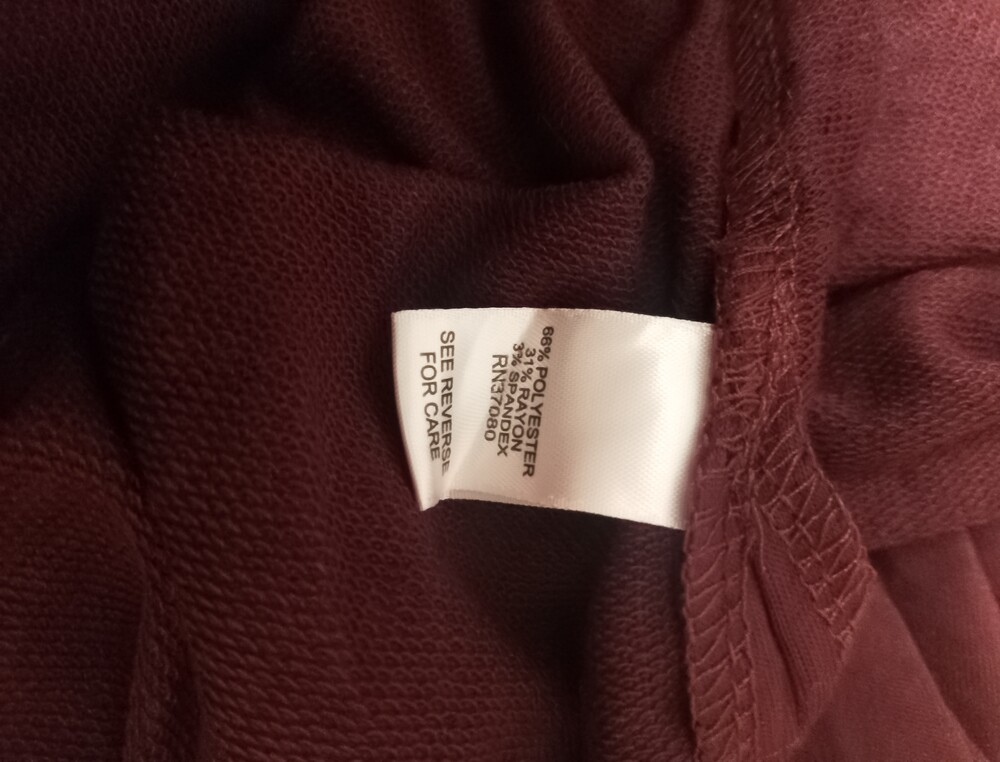 66% POLYESTER
31% RAYON
3% SPANDEX
RN37080
SEE REVERSE
FOR CARE